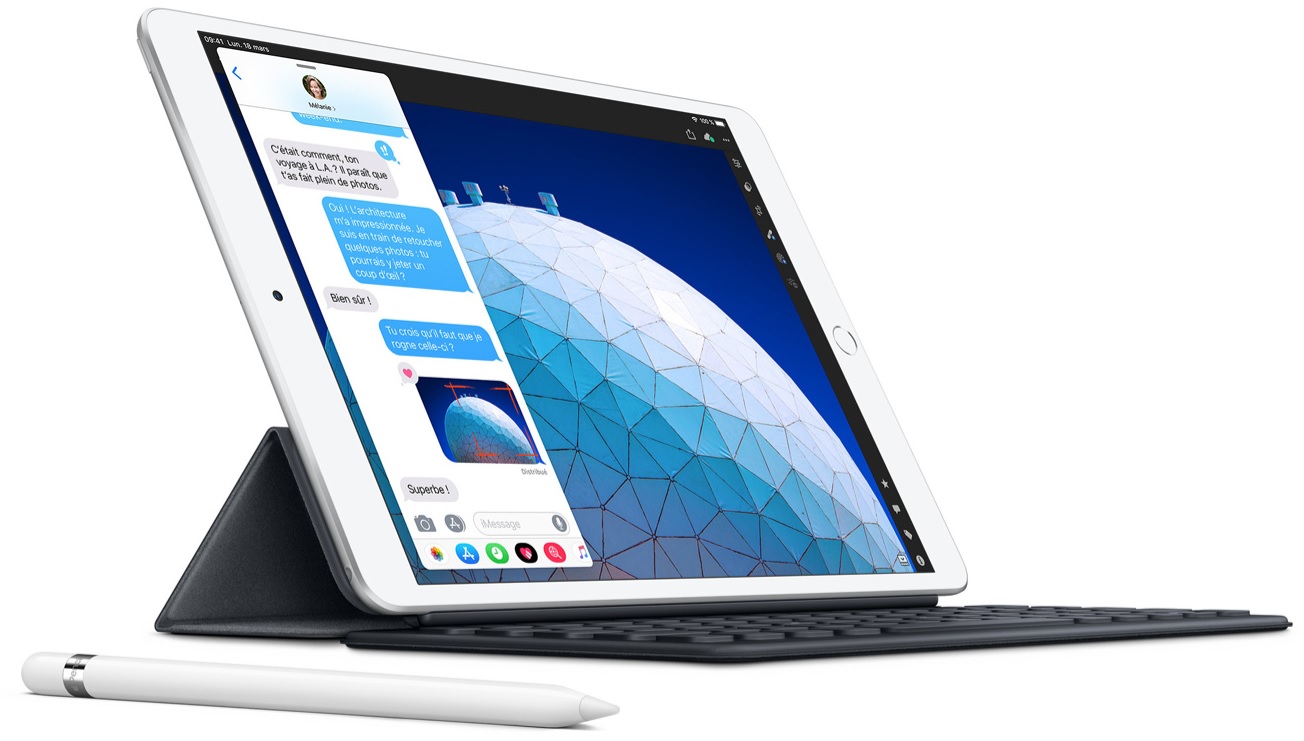 09:41 Lun. 18 mars
100 %
Mélanie
week-end.
C'était comment, ton
voyage à L.A. ? Il paraît que
t'as fait plein de photos.
Oui ! L'architecture
m'a impressionnée. Je
suis en train de retoucher
quelques photos : tu
pourrais y jeter un
coup d'œil ?
Bien sûr !
Tu crois qu'il faut que je
rogne celle-ci ?
Distribué
Superbe !
iMessage